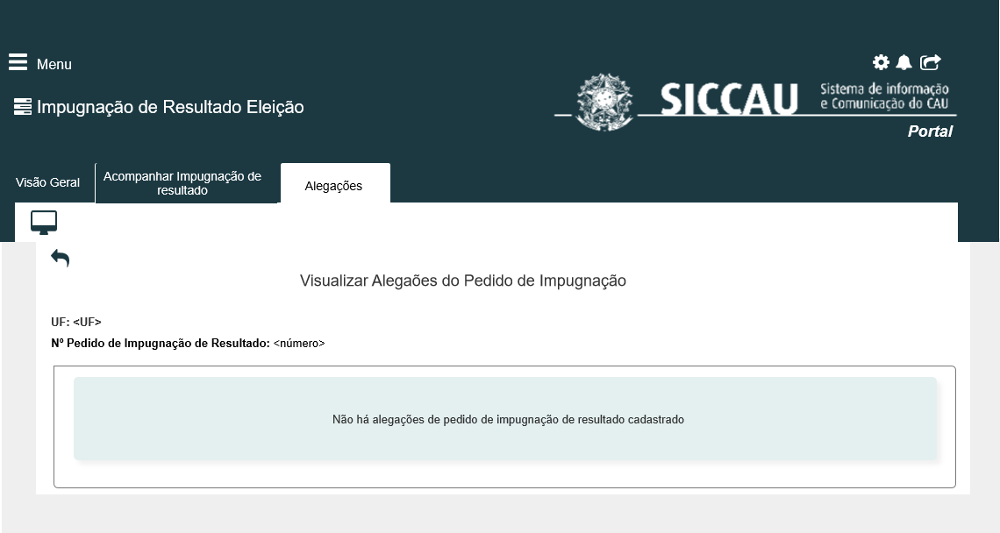 Menu
Impugnação de Resultado Eleição
SICCAU
Sistema de informação
e Comunicação do CAU
Portal
Visão Geral
Acompanhar Impugnação de
resultado
Alegações
Visualizar Alegaões do Pedido de Impugnação
UF: <UF>
Nº Pedido de Impugnação de Resultado: <número>
Não há alegações de pedido de impugnação de resultado cadastrado